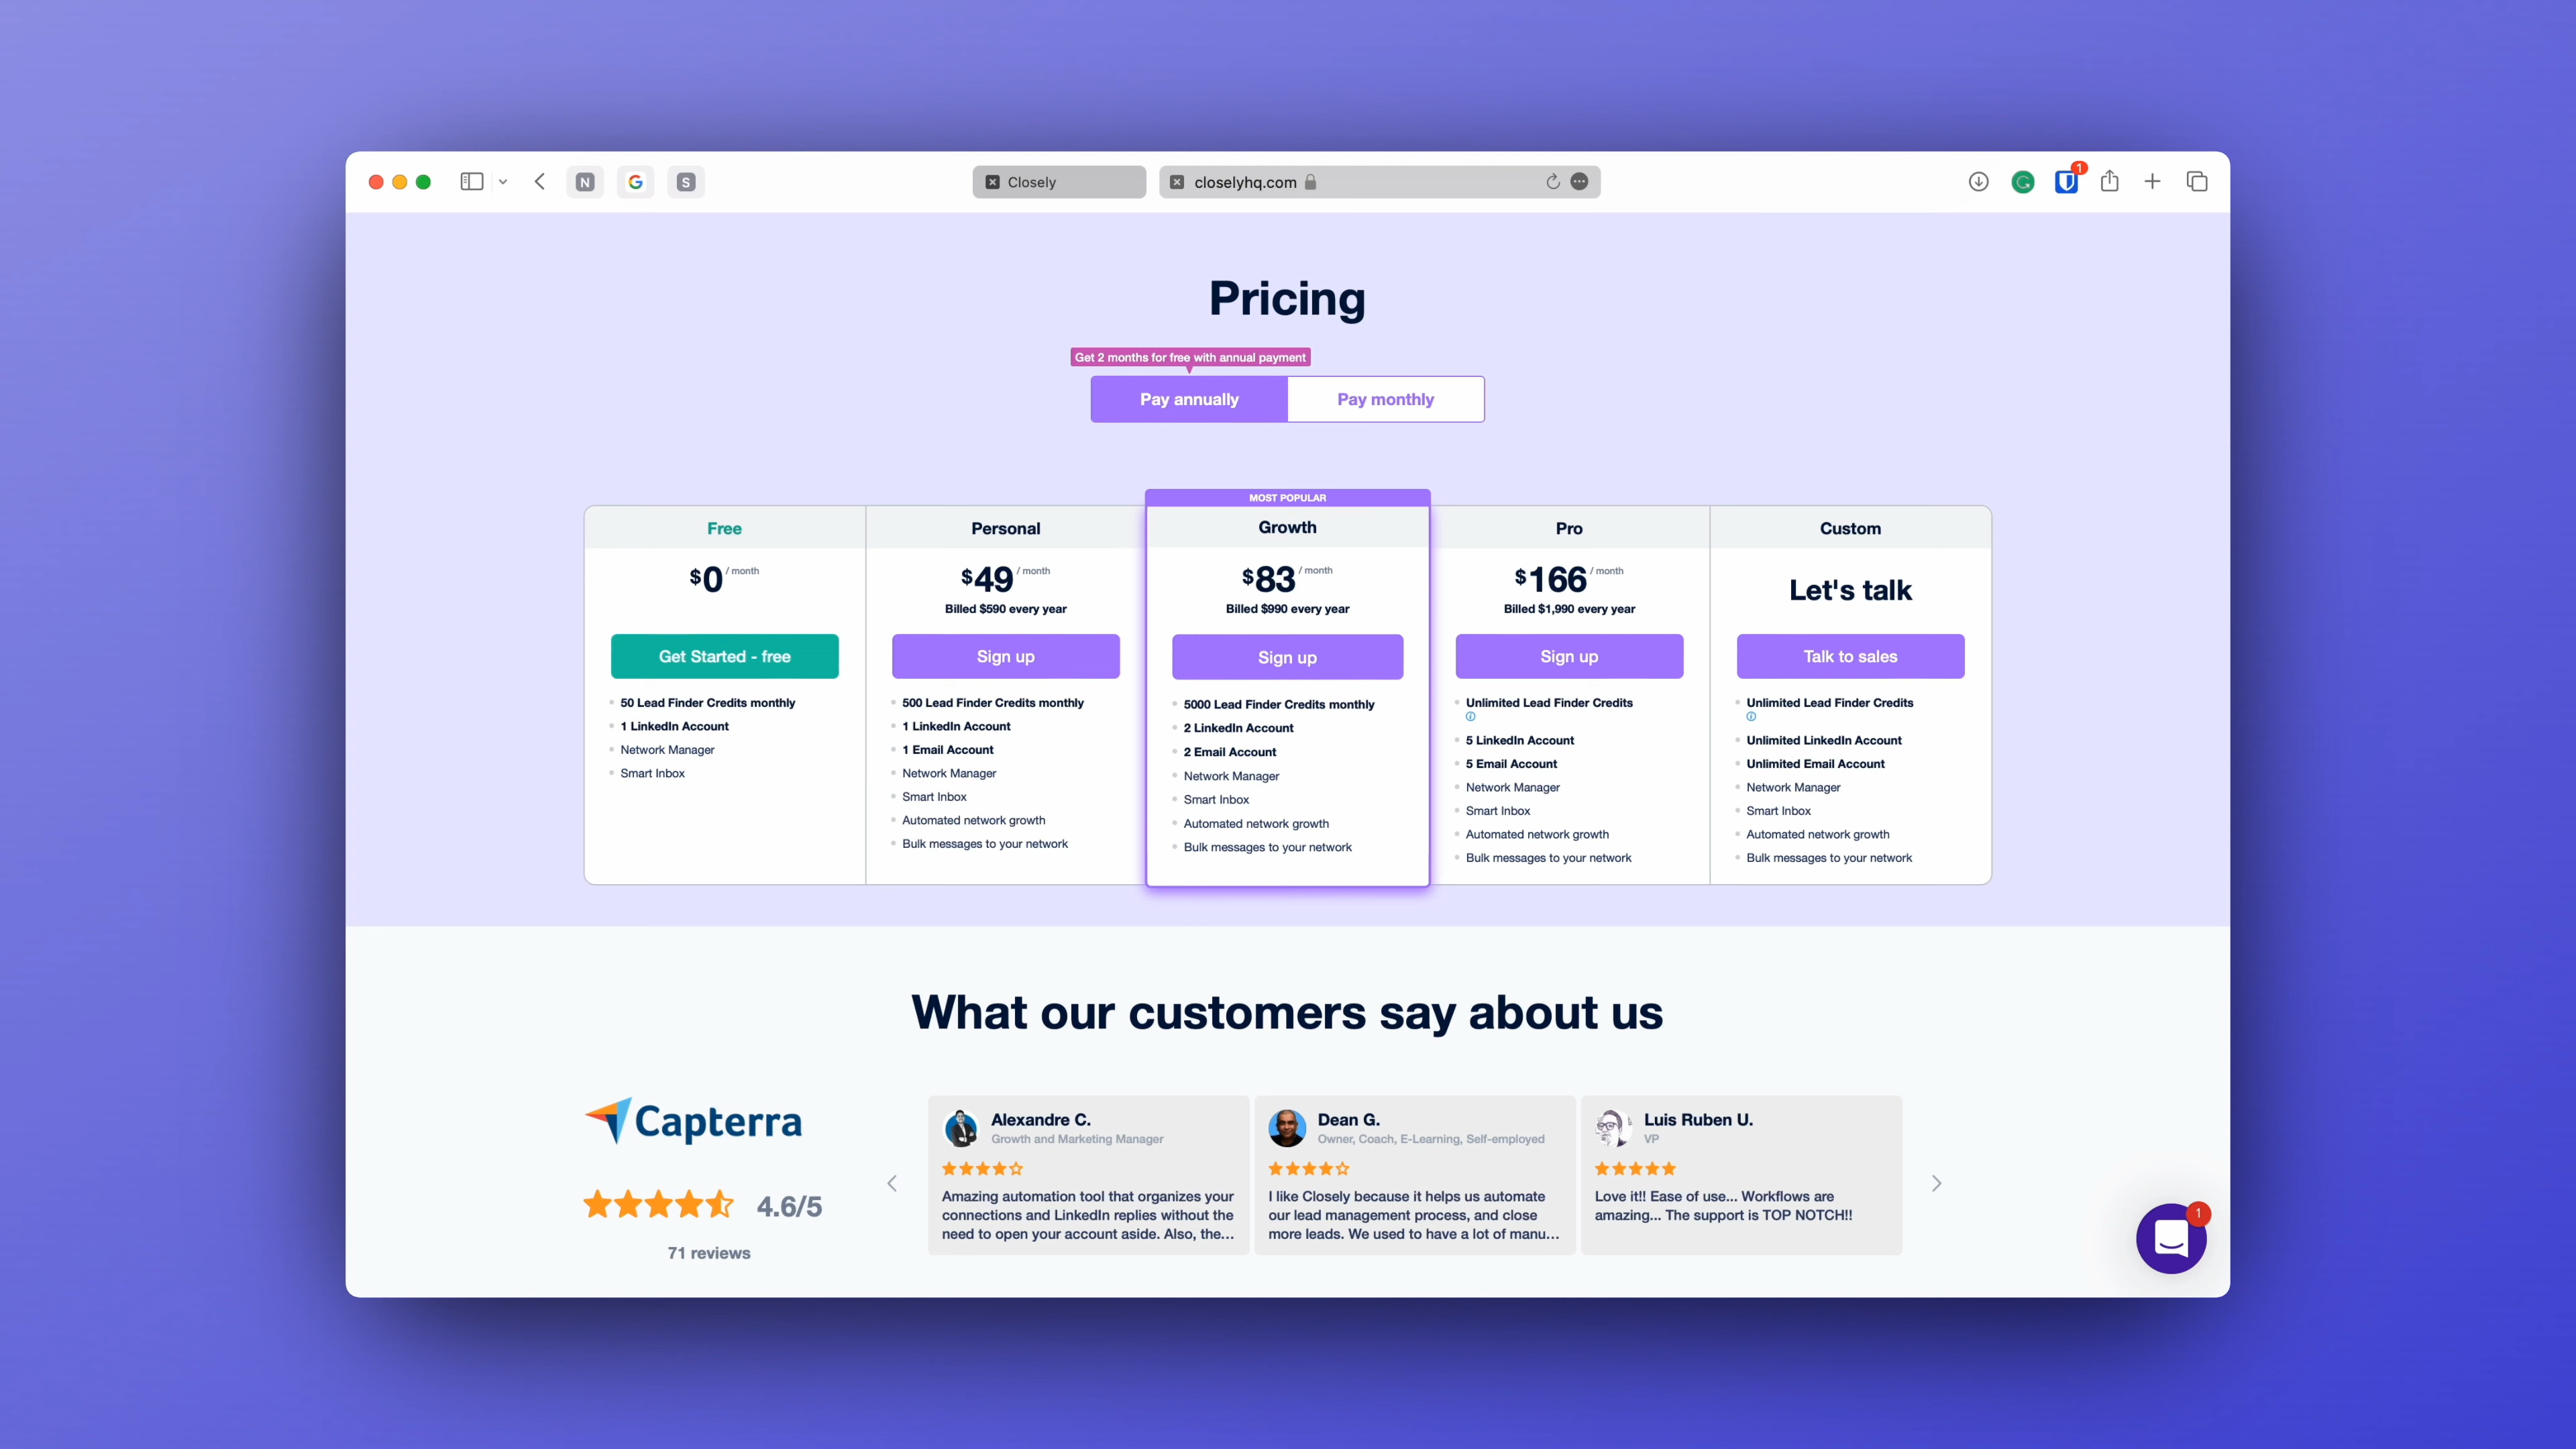 N
S
Closely
closelyhq.com
1
Pricing
Get 2 months for free with annual payment
Pay annually
Pay monthly
Free
$0 / month
Get Started - free
50 Lead Finder Credits monthly
1 LinkedIn Account
Network Manager
Smart Inbox
Personal
$49 / month
Billed $590 every year
Sign up
500 Lead Finder Credits monthly
1 LinkedIn Account
1 Email Account
Network Manager
Smart Inbox
Automated network growth
Bulk messages to your network
MOST POPULAR
Growth
$83 / month
Billed $990 every year
Sign up
5000 Lead Finder Credits monthly
2 LinkedIn Account
2 Email Account
Network Manager
Smart Inbox
Automated network growth
Bulk messages to your network
Pro
$166 / month
Billed $1,990 every year
Sign up
Unlimited Lead Finder Credits
5 LinkedIn Account
5 Email Account
Network Manager
Smart Inbox
Automated network growth
Bulk messages to your network
Custom
Let's talk
Talk to sales
Unlimited Lead Finder Credits
Unlimited LinkedIn Account
Unlimited Email Account
Network Manager
Smart Inbox
Automated network growth
Bulk messages to your network
What our customers say about us
Capterra
4.6/5
71 reviews
Alexandre C.
Growth and Marketing Manager
Amazing automation tool that organizes your
connections and LinkedIn replies without the
need to open your account aside. Also, the...
Dean G.
Owner, Coach, E-Learning, Self-employed
I like Closely because it helps us automate
our lead management process, and close
more leads. We used to have a lot of manu...
Luis Ruben U.
VP
Love it!! Ease of use... Workflows are
amazing... The support is TOP NOTCH!!
1